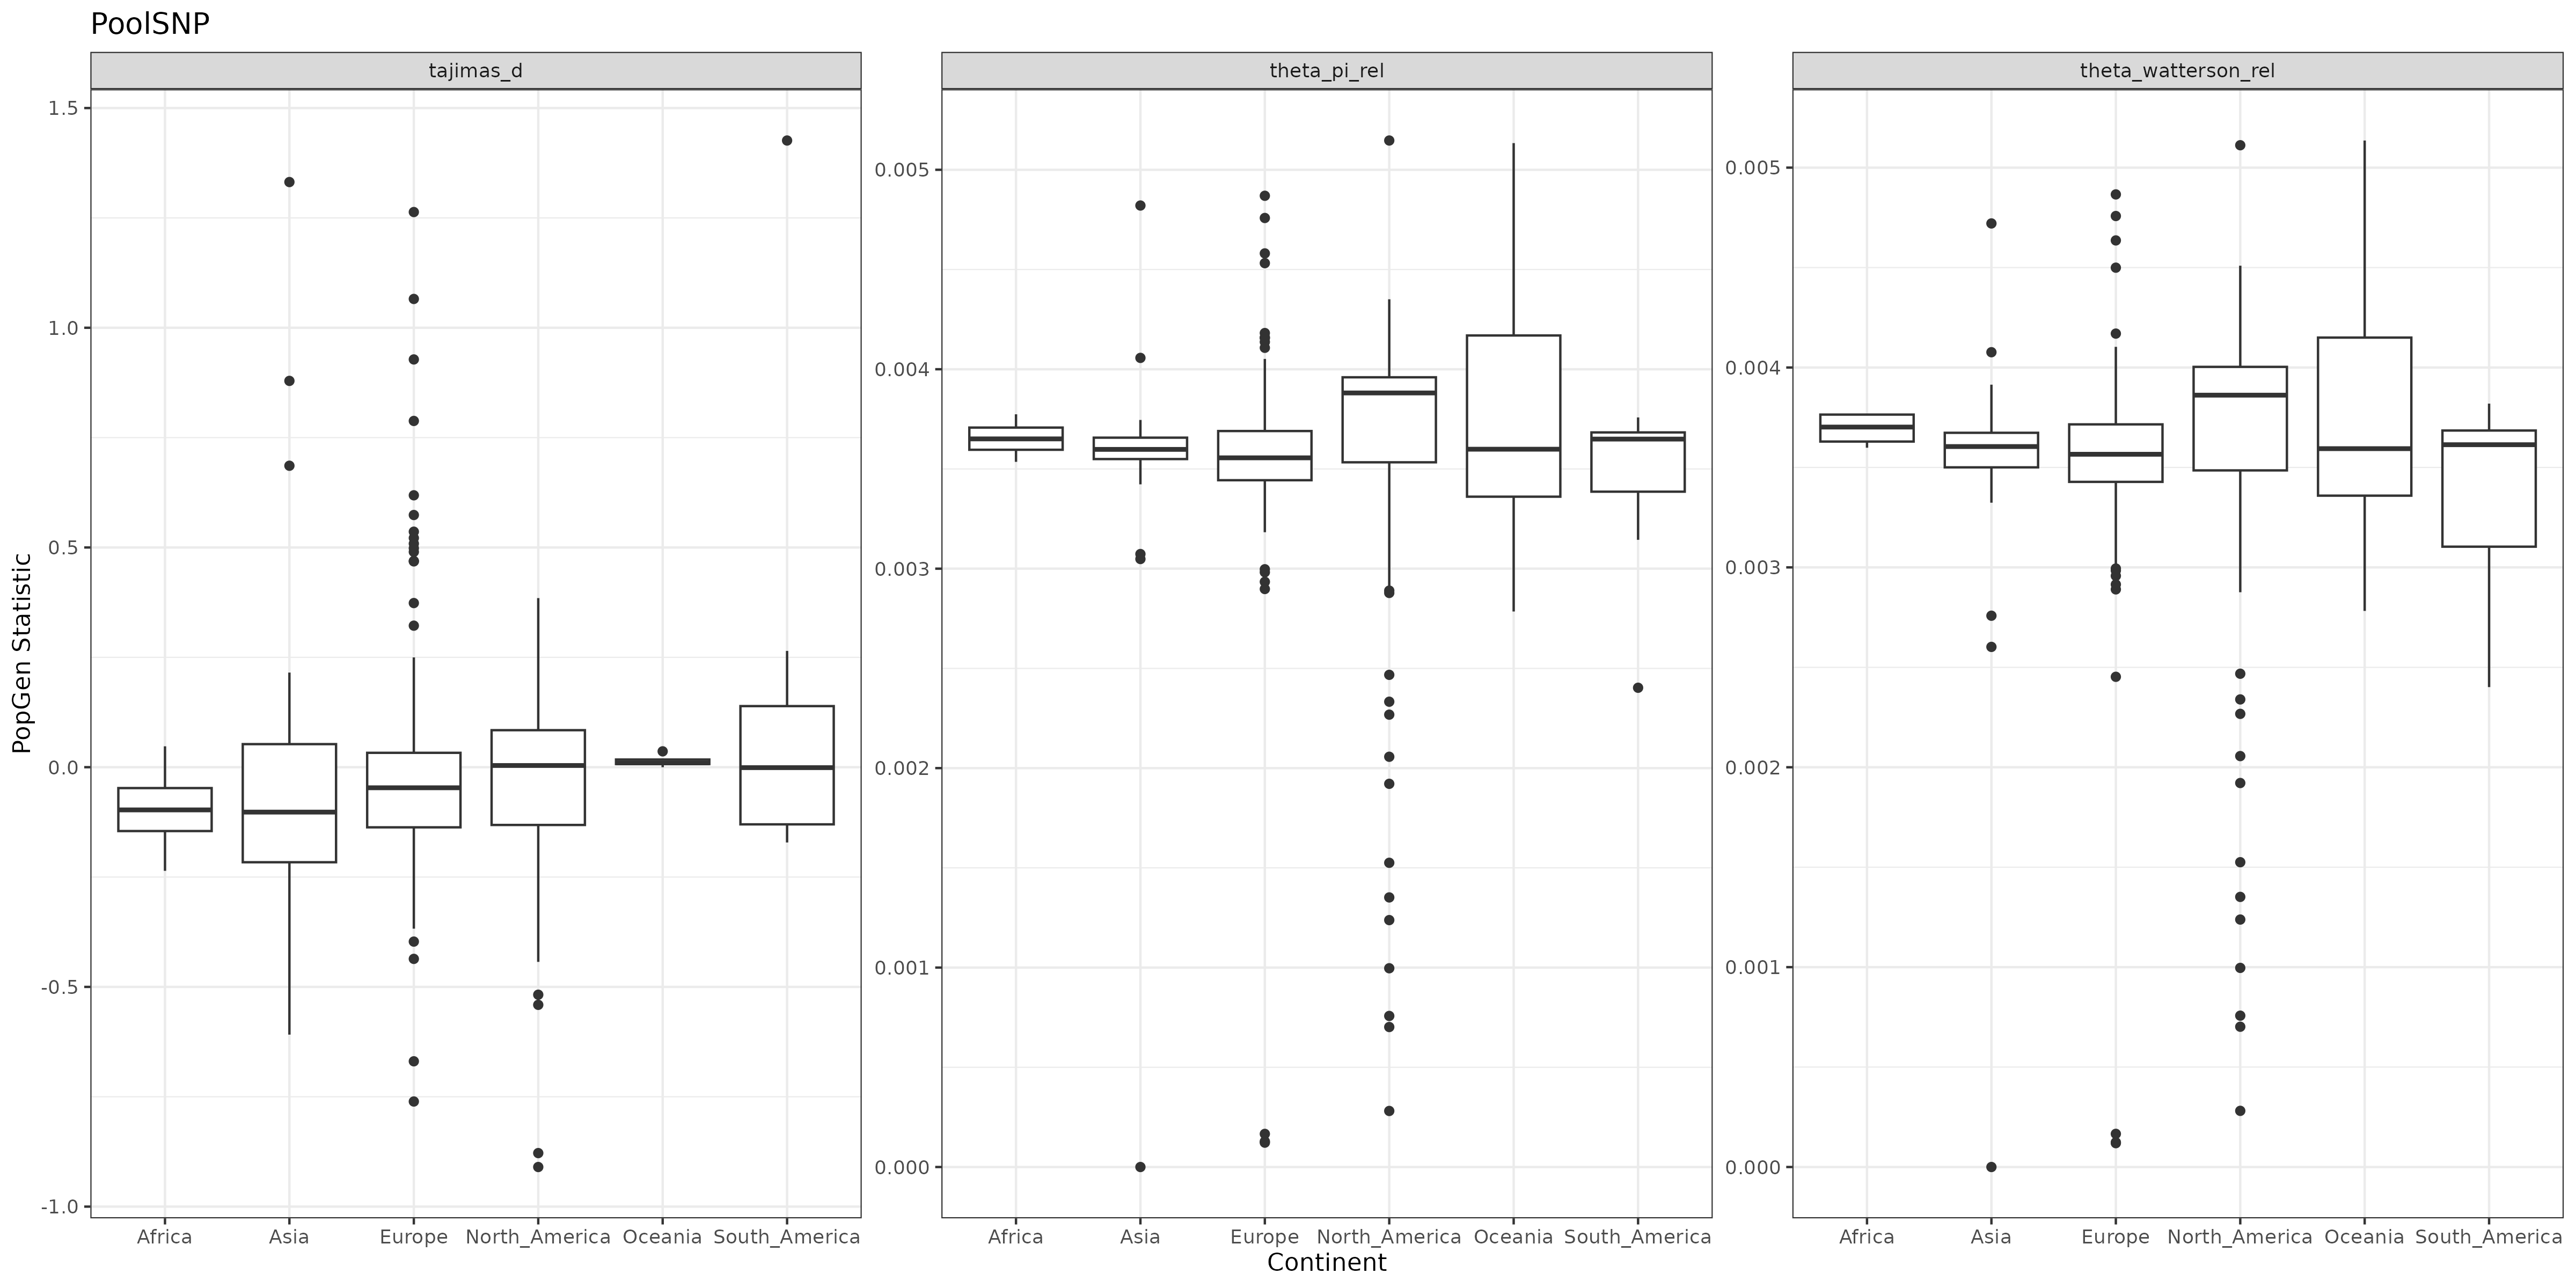 PoolSNP
tajimas_d
theta_pi_rel
theta_watterson_rel
PopGen Statistic
1.5
1.0
0.5
0.0
-0.5
-1.0
0.005
0.004
0.003
0.002
0.001
0.000
0.005
0.004
0.003
0.002
0.001
0.000
Africa Asia Europe North_America Oceania South_America
Africa Asia Europe North_America Oceania South_America
Africa Asia Europe North_America Oceania South_America
Continent